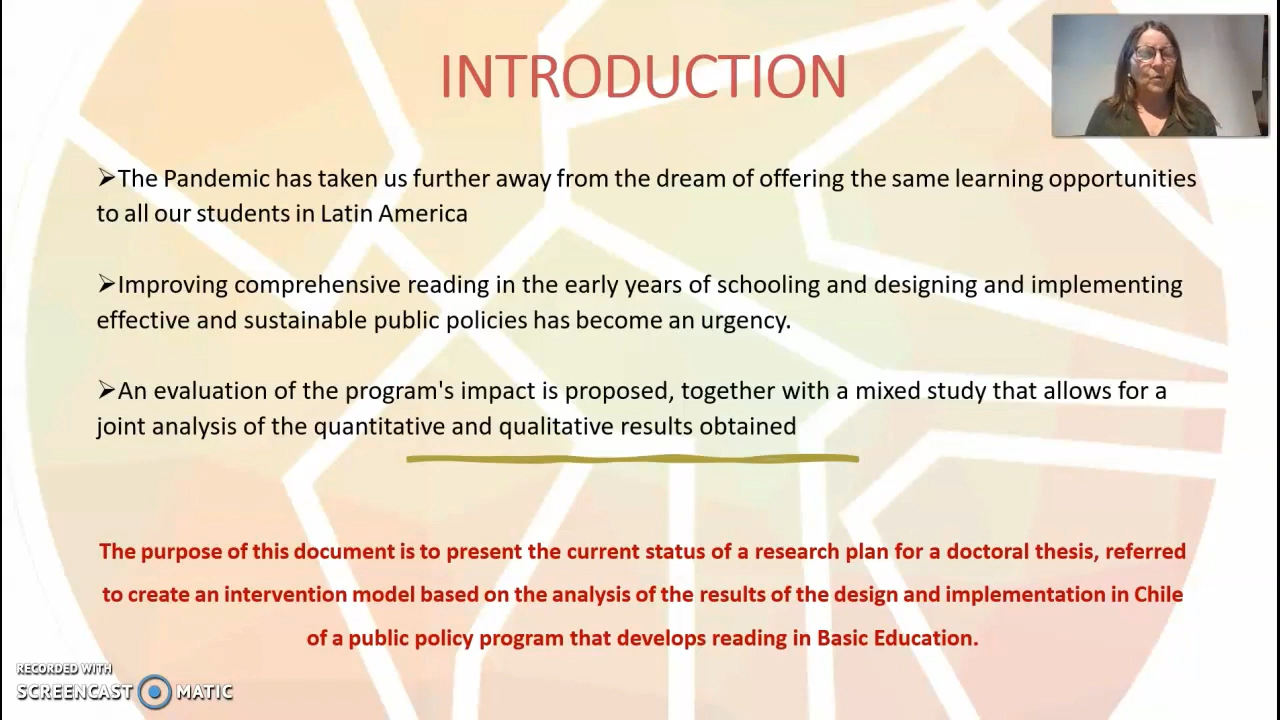 INTRODUCTION
➢The Pandemic has taken us further away from the dream of offering the same learning opportunities
to all our students in Latin America
➢Improving comprehensive reading in the early years of schooling and designing and implementing
effective and sustainable public policies has become an urgency.
➢An evaluation of the program's impact is proposed, together with a mixed study that allows for a
joint analysis of the quantitative and qualitative results obtained
The purpose of this document is to present the current status of a research plan for a doctoral thesis, referred
to create an intervention model based on the analysis of the results of the design and implementation in Chile
of a public policy program that develops reading in Basic Education.
RECORDED WITH
SCREENCAST MATIC